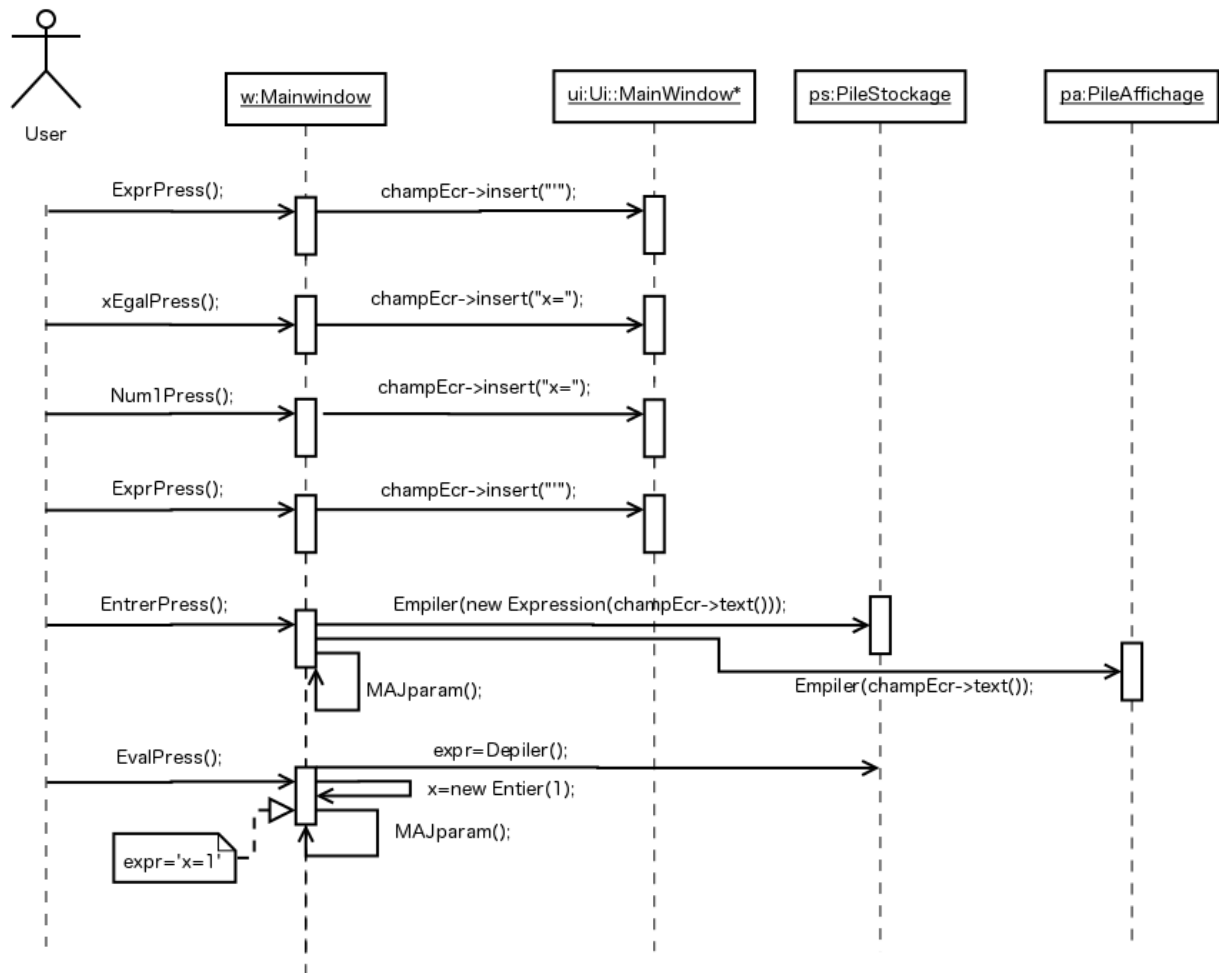 User
w:Mainwindow
ui:Ui::MainWindow*
ps:PileStockage
pa:PileAffichage
ExprPress();
champEcr->insert("'");
xEgalPress();
champEcr->insert("x=");
Num1Press();
champEcr->insert("x=");
ExprPress();
champEcr->insert("'");
EntrerPress();
Empiler(new Expression(champEcr->text()));
MAJparam();
Empiler(champEcr->text());
EvalPress();
expr=Depiler();
x=new Entier(1);
MAJparam();
expr='x=1'